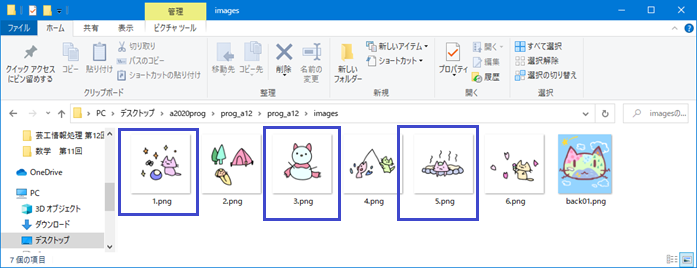 管理
images
ファイル
ホーム
共有
表示
ピクチャ ツール
クイック アクセス
にピン留めする
コピー
貼り付け
切り取り
パスのコピー
ショートカットの貼り付け
クリップボード
移動先
コピー先
削除
名前の
変更
整理
新しい
フォルダー
新しいアイテム
ショートカット
新規
プロパティ
開く
編集
履歴
開く
すべて選択
選択解除
選択の切り替え
選択
PC > デスクトップ > a2020prog > prog_a12 > prog_a12 > images
imagesの...
芸工情報処理 第12回
数学 第11回
OneDrive
PC
3D オブジェクト
ダウンロード
デスクトップ
1.png
2.png
3.png
4.png
5.png
6.png
back01.png
7 個の項目